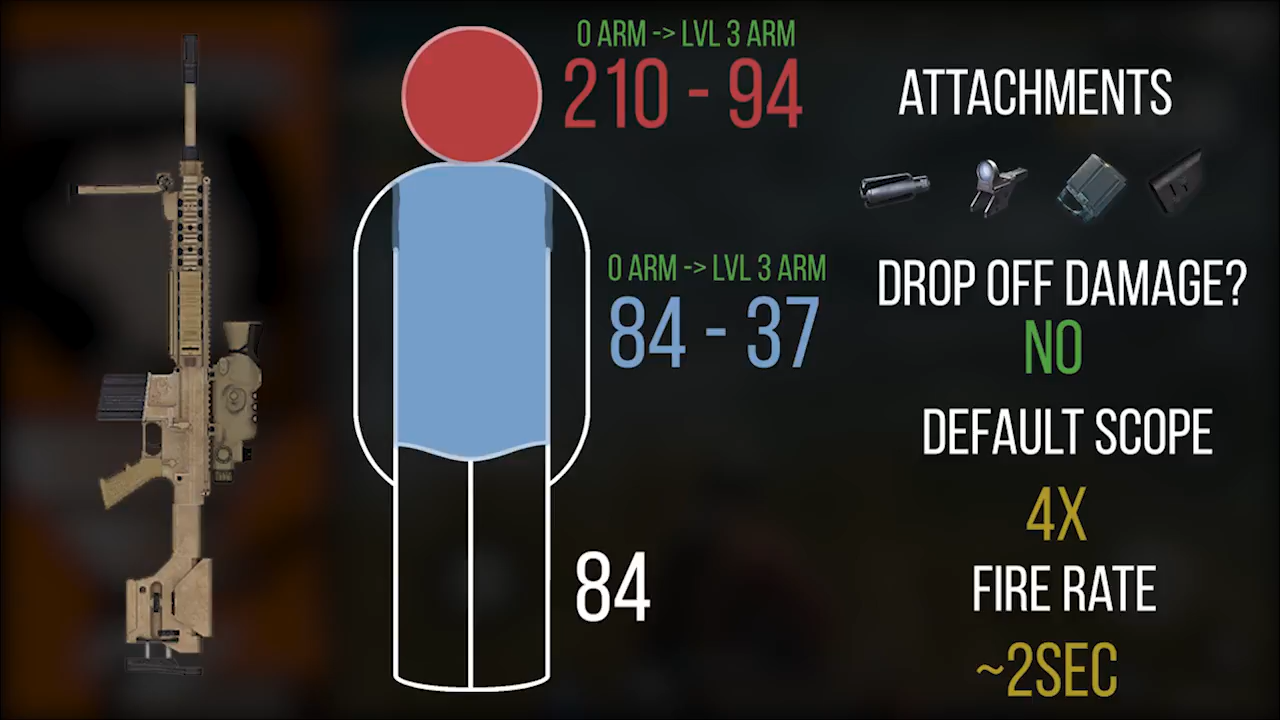 0 ARM -> LVL 3 ARM
210 - 94
0 ARM -> LVL 3 ARM
84 - 37
84
ATTACHMENTS
DROP OFF DAMAGE?
NO
DEFAULT SCOPE
4X
FIRE RATE
~2SEC